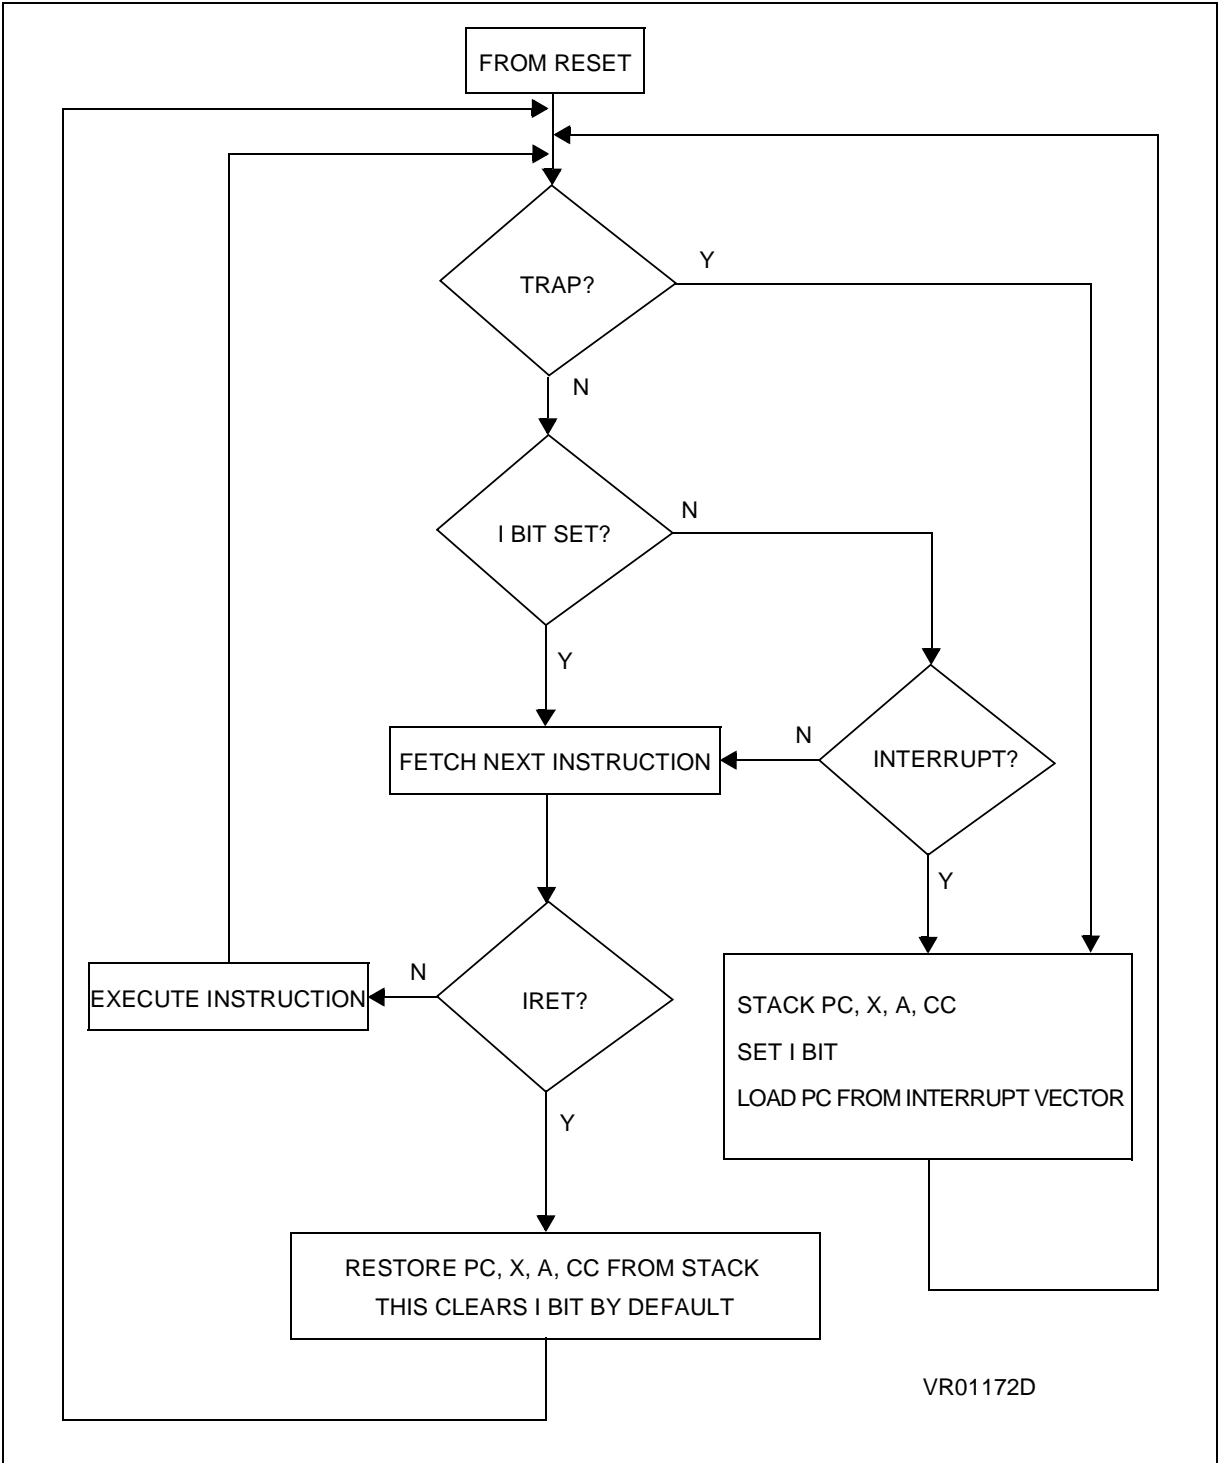 FROM RESET
TRAP?
Y
N
I BIT SET?
N
Y
FETCH NEXT INSTRUCTION
N
INTERRUPT?
Y
EXECUTE INSTRUCTION
N
IRET?
STACK PC, X, A, CC
SET I BIT
LOAD PC FROM INTERRUPT VECTOR
Y
RESTORE PC, X, A, CC FROM STACK
THIS CLEARS I BIT BY DEFAULT
VR01172D